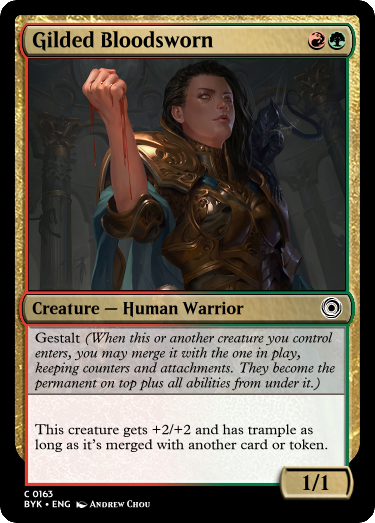 Gilded Bloodsworn
Creature — Human Warrior
Gestalt (When this or another creature you control
enters, you may merge it with the one in play,
keeping counters and attachments. They become the
permanent on top plus all abilities from under it.)
This creature gets +2/+2 and has trample as
long as it's merged with another card or token.
1/1
C 0163
BYK • ENG Andrew Chou